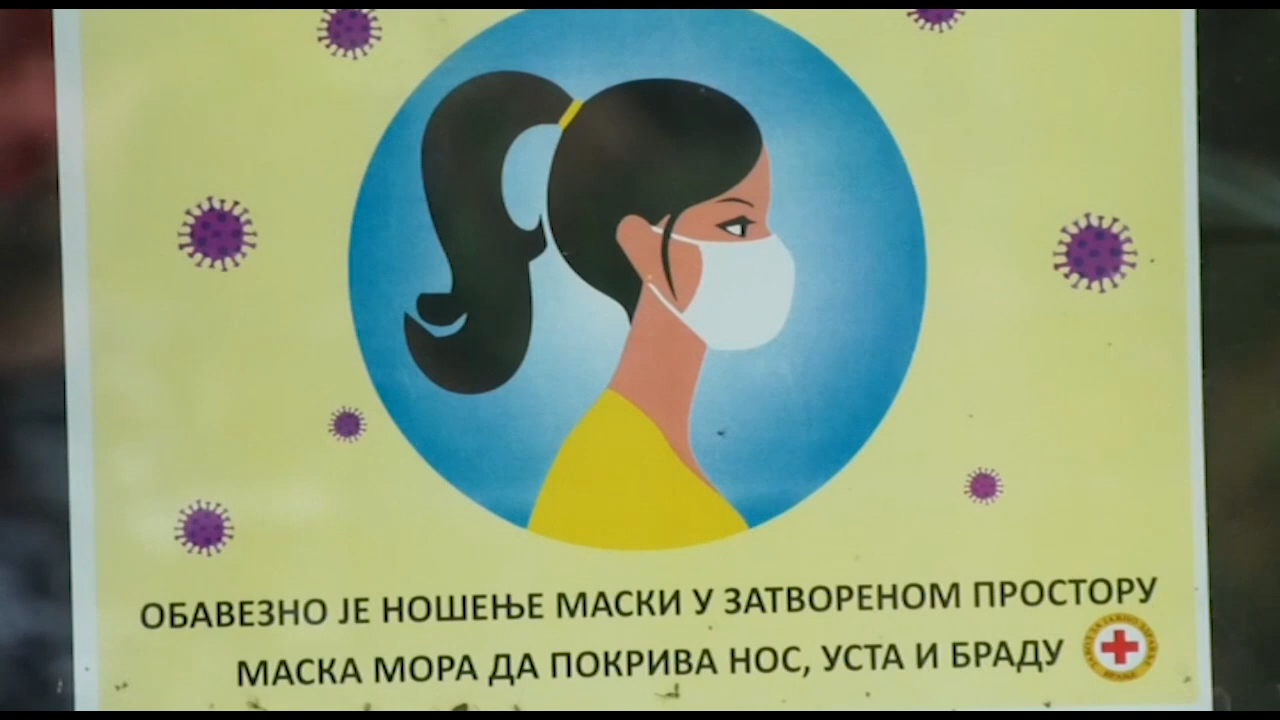 ОБАВЕЗНО ЈЕ НОШЕЊЕ МАСКИ У ЗАТВОРЕНОМ ПРОСТОРУ
МАСКА МОРА ДА ПОКРИВА НОС, УСТА И БРАДУ